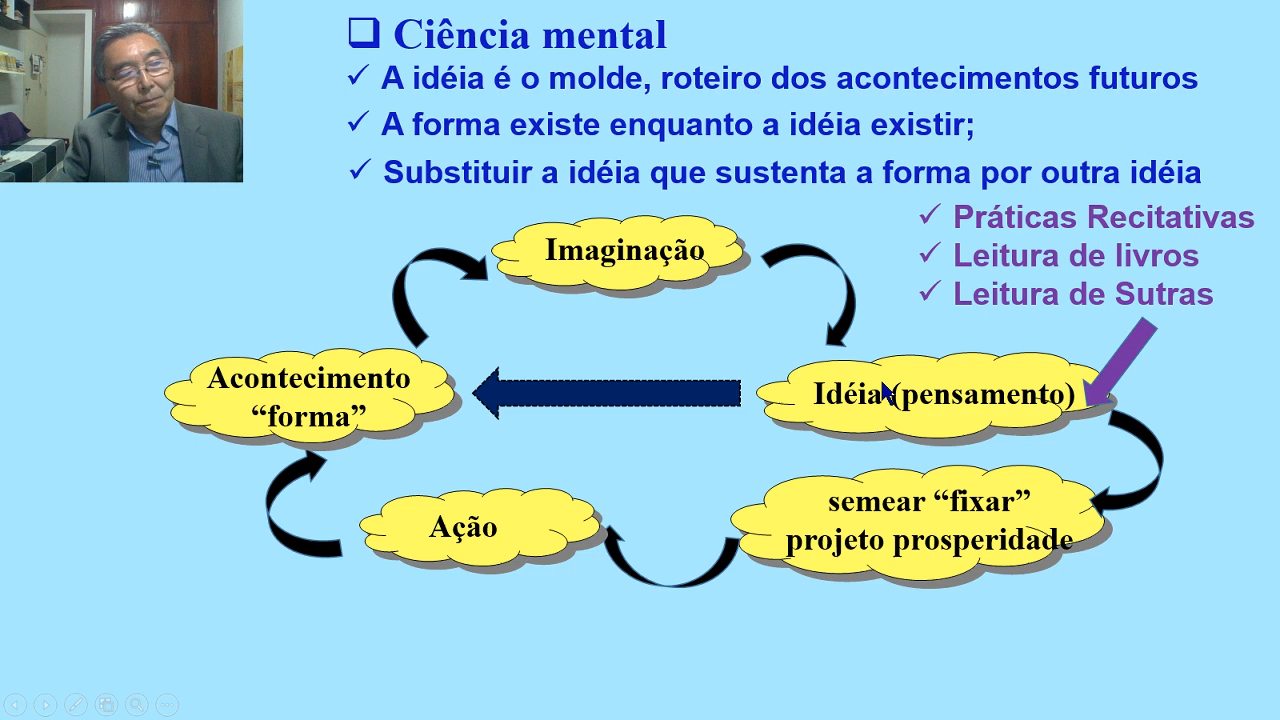 Ciência mental
A idéia é o molde, roteiro dos acontecimentos futuros
A forma existe enquanto a idéia existir;
Substituir a idéia que sustenta a forma por outra idéia
Práticas Recitativas
Leitura de livros
Leitura de Sutras
Imaginação
Acontecimento
“forma”
Idéia (pensamento)
semear “fixar”
projeto prosperidade
Ação